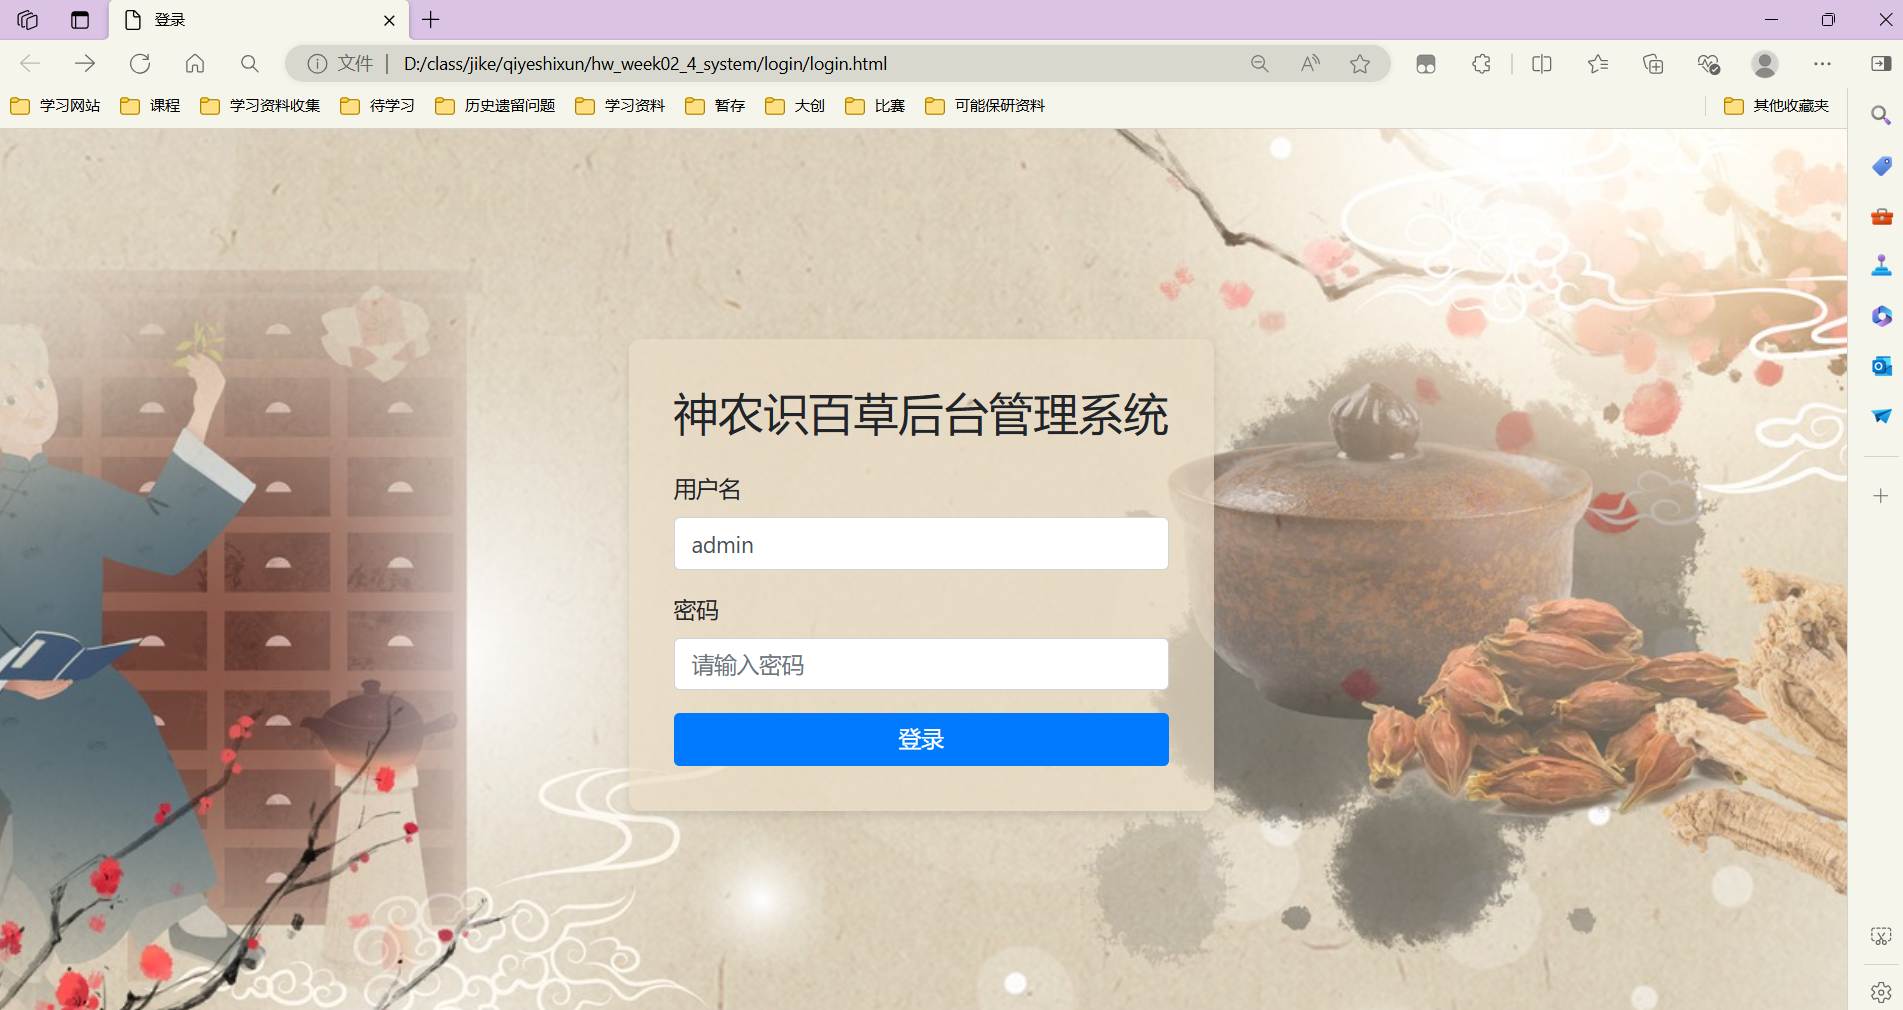 登录
文件
D:/class/jike/qiyeshixun/hw_week02_4_system/login/login.html
学习网站 课程 学习资料收集 待学习 历史遗留问题 学习资料 暂存 大创 比赛 可能保研资料 其他收藏夹
神农识百草后台管理系统
用户名
admin
密码
请输入密码
登录